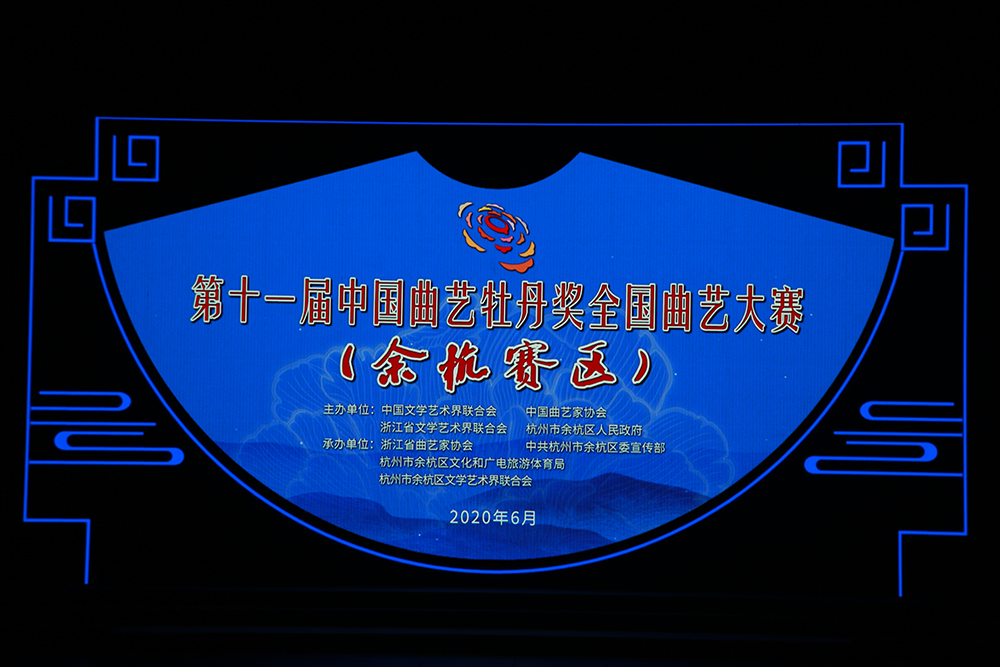 第十一届中国曲艺牡丹奖全国曲艺大赛
（余杭赛区）
主办单位：中国文学艺术界联合会 中国曲艺家协会
浙江省文学艺术界联合会 杭州市余杭区人民政府
承办单位：浙江省曲艺家协会 中共杭州市余杭区委宣传部
杭州市余杭区文化和广电旅游体育局
杭州市余杭区文学艺术界联合会
2020年6月